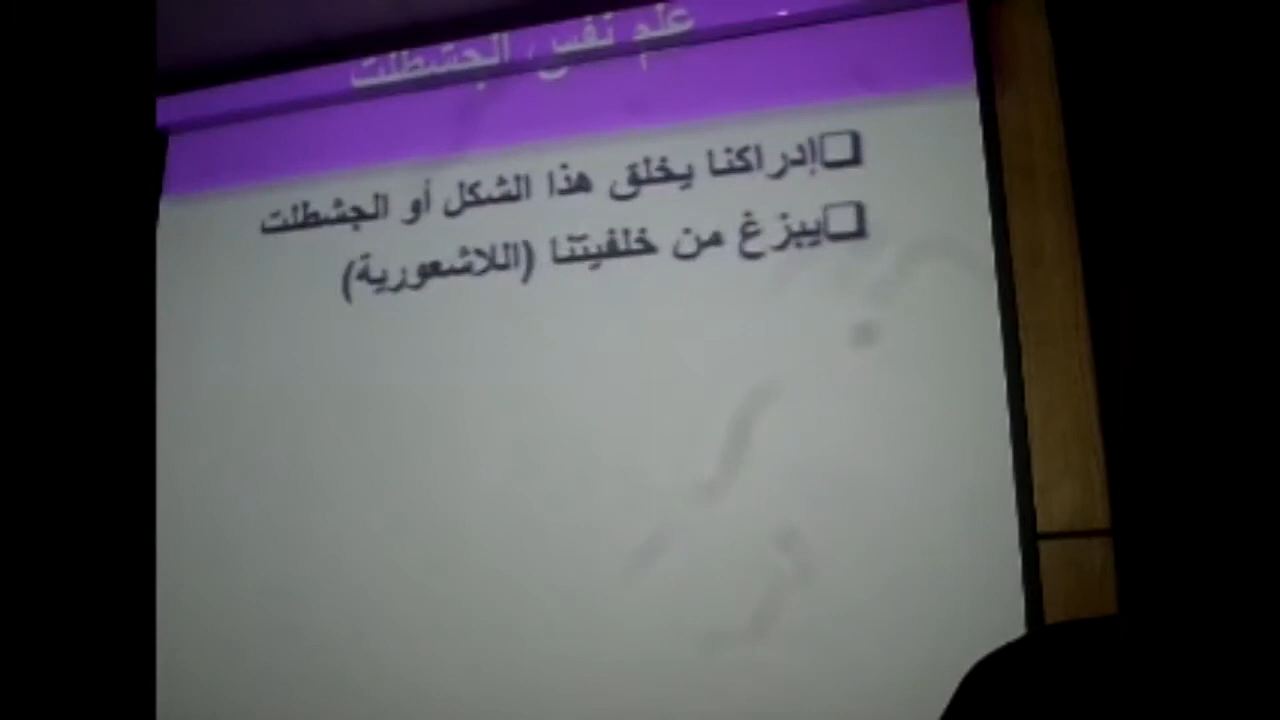 علم نفس الجشطلت
إدراكنا يخلق هذا الشكل أو الجشطلت
يبزغ من خلفيتنا (اللاشعورية)